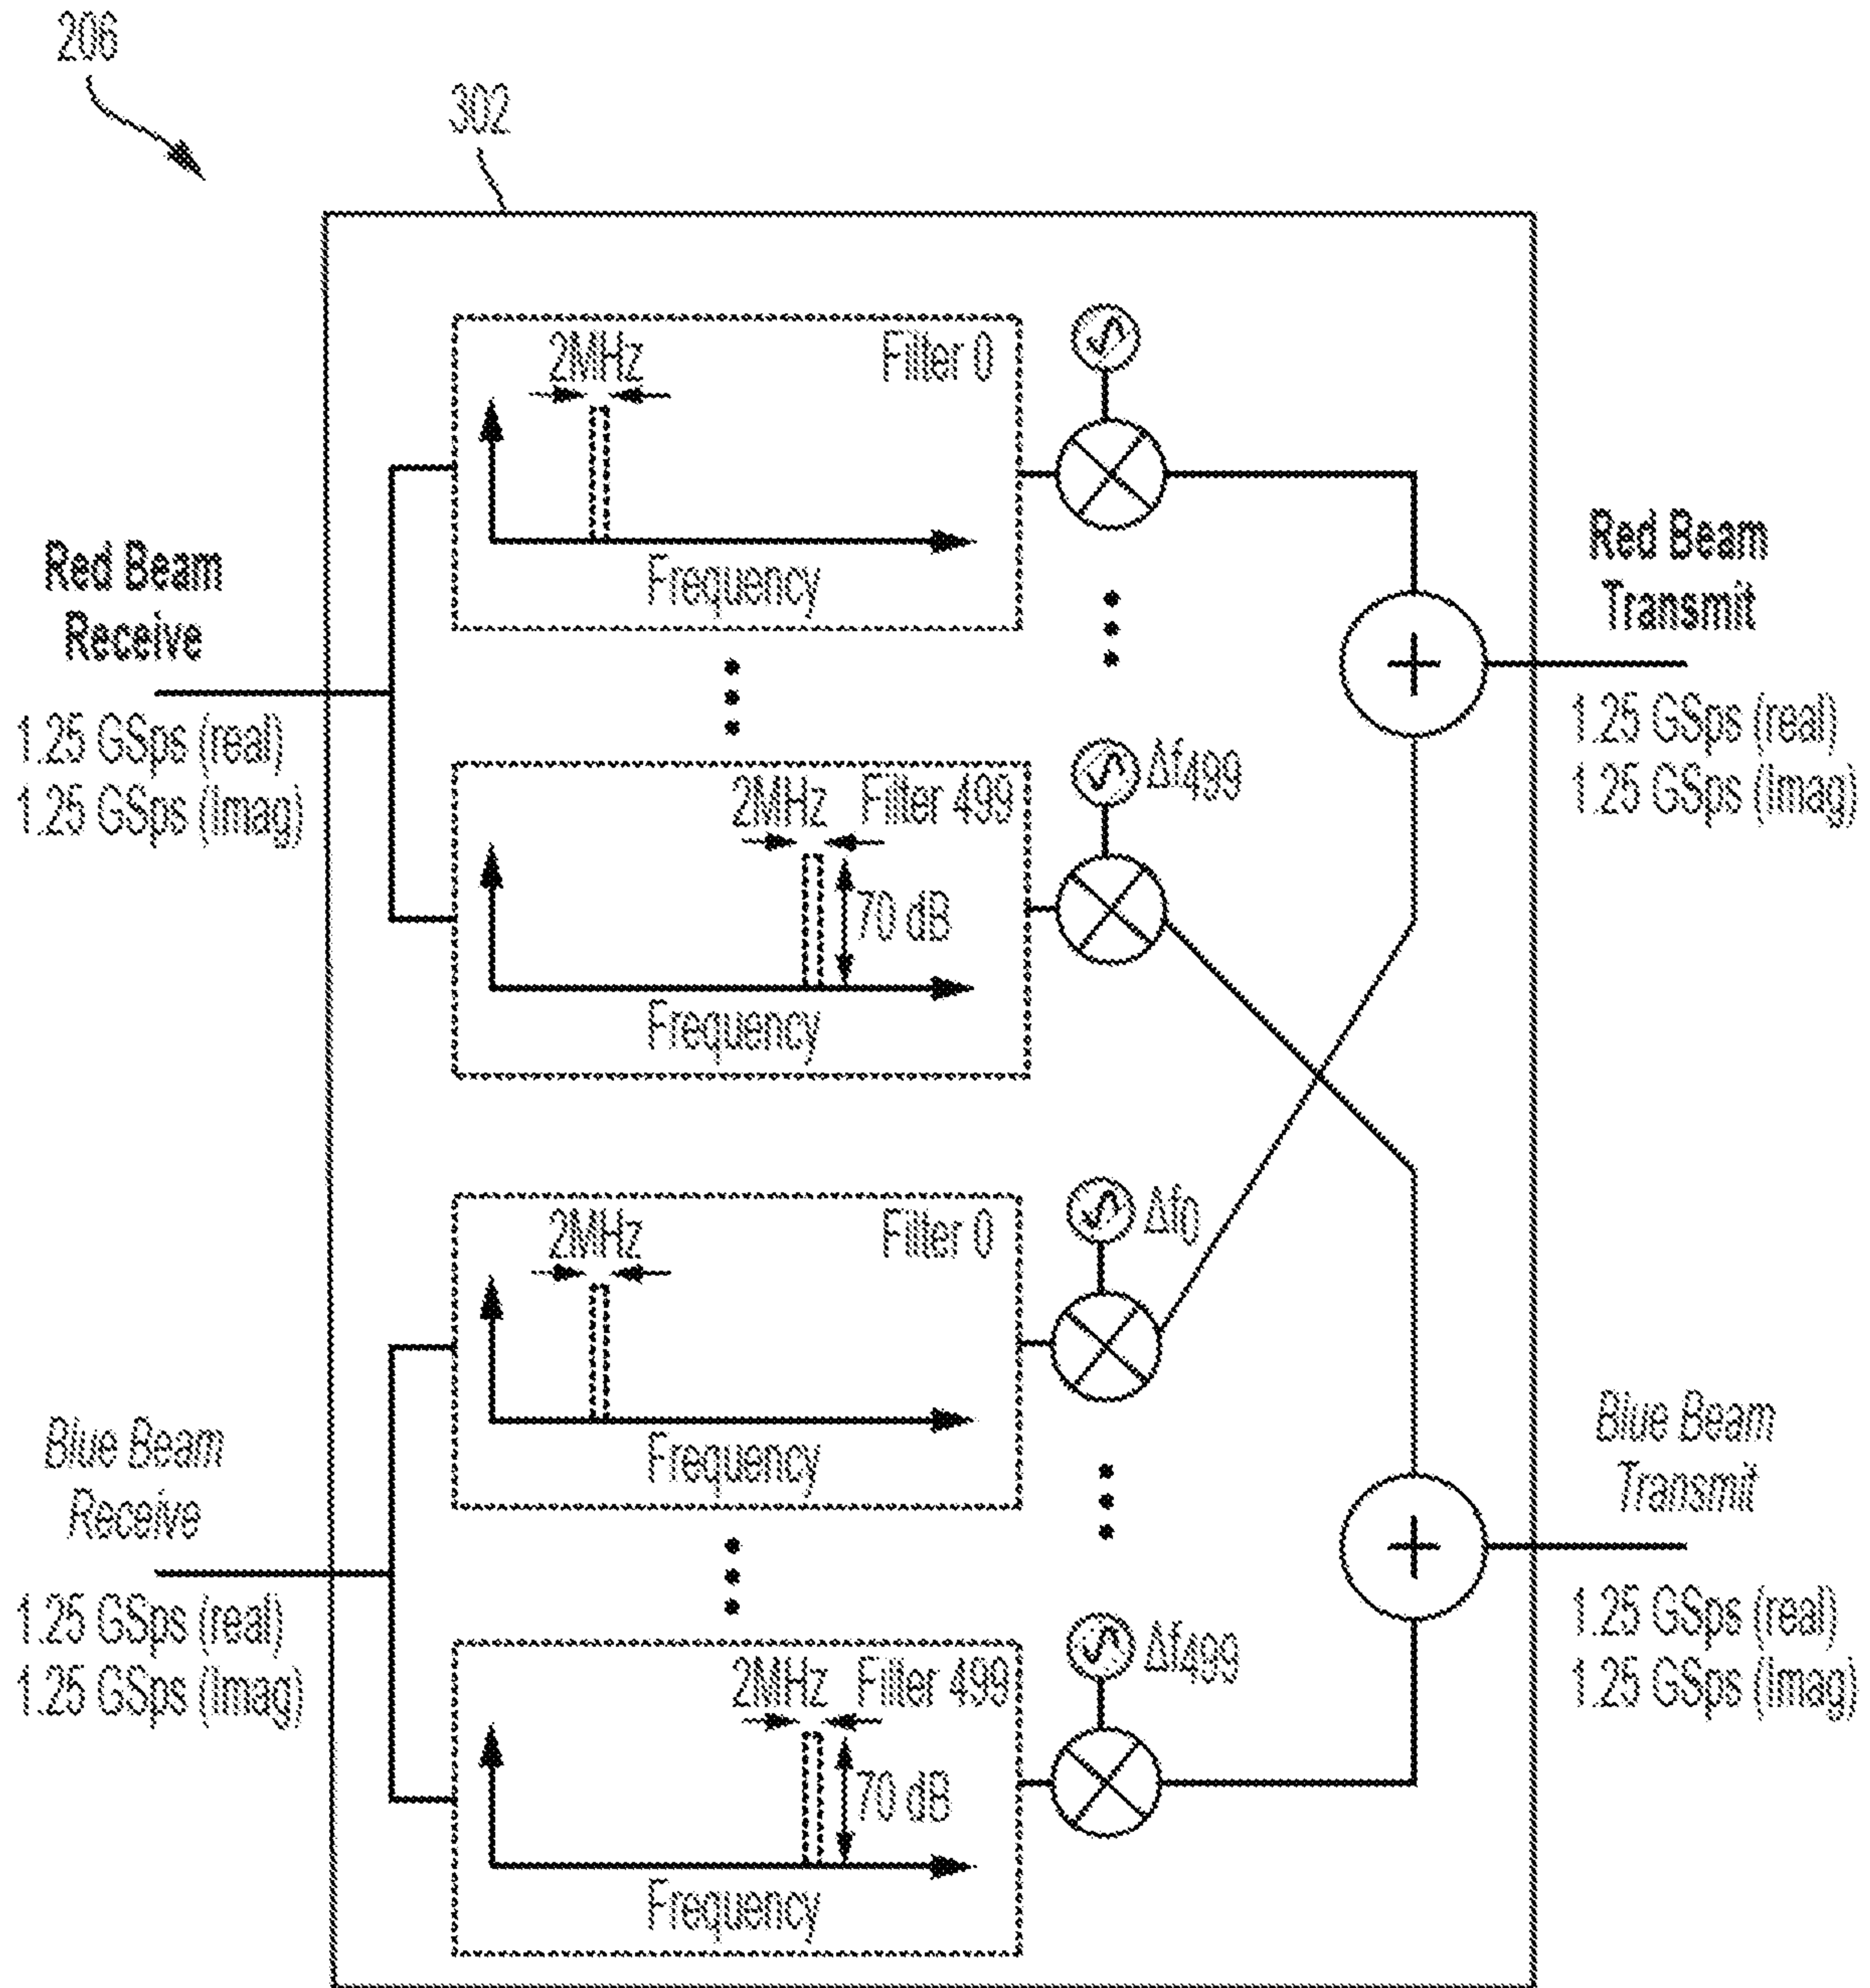 206
302
2MHz
Filter 0
Frequency
Red Beam
Receive
1.25 GSps (real)
1.25 GSps (imag)
Red Beam
Transmit
1.25 GSps (real)
1.25 GSps (imag)
Δf499
2MHz
Filter 499
70 dB
Frequency
Δf0
2MHz
Filter 0
Frequency
Blue Beam
Receive
1.25 GSps (real)
1.25 GSps (imag)
Blue Beam
Transmit
1.25 GSps (real)
1.25 GSps (imag)
Δf499
2MHz
Filter 499
70 dB
Frequency